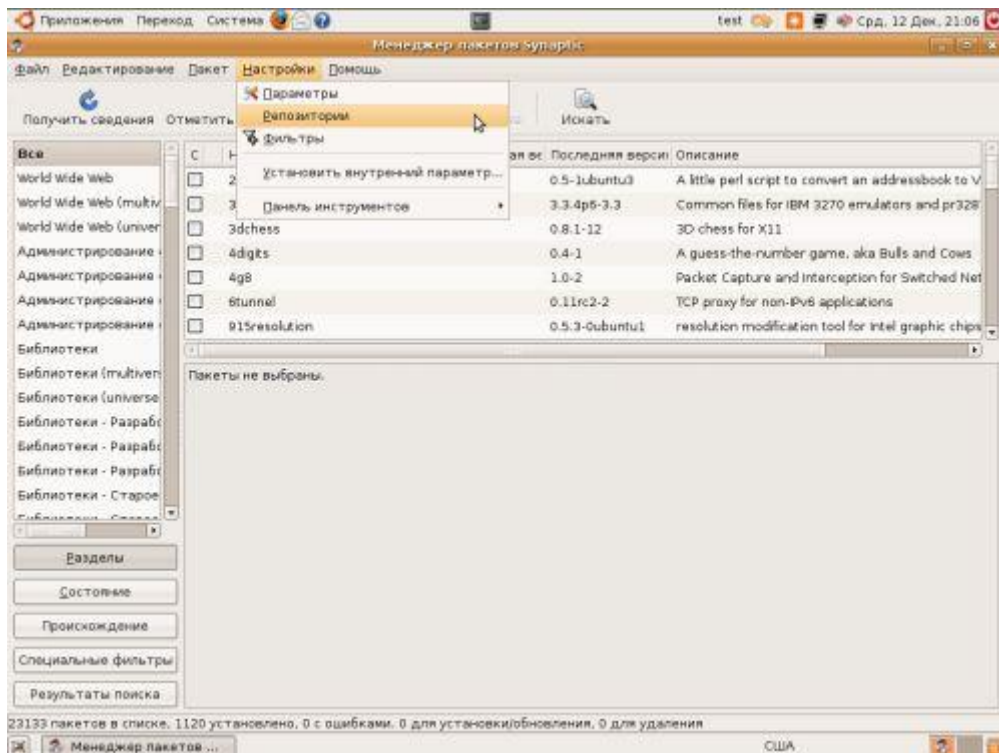 Приложения Переход Система test Срд, 12 Дек, 21:06
Менеджер пакетов Synaptic
Файл Редактирование Пакет Настройки Помощь
Параметры
Репозитории
Фильтры
Установить внутренний параметр...
Панель инструментов
Получить сведения Отметить Искать
Все
World Wide Web
World Wide Web (multiv
World Wide Web (univer
Администрирование
Администрирование
Администрирование
Администрирование
Библиотеки
Библиотеки (multiver
Библиотеки (universe
Библиотеки - Разраб
Библиотеки - Разраб
Библиотеки - Разраб
Библиотеки - Старое
С Н ая ве Последняя верси Описание
2 0.5-1ubuntu3 A little perl script to convert an addressbook to V
3 3.3.4p6-3.3 Common files for IBM 3270 emulators and pr328
3dchess 0.8.1-12 3D chess for X11
4digits 0.4-1 A guess-the-number game, aka Bulls and Cows
4g8 1.0-2 Packet Capture and Interception for Switched Net
6tunnel 0.11rc2-2 TCP proxy for non-IPv6 applications
915resolution 0.5.3-0ubuntu1 resolution modification tool for Intel graphic chips
Пакеты не выбраны.
Разделы
Состояние
Происхождение
Специальные фильтры
Результаты поиска
23133 пакетов в списке, 1120 установлено, 0 с ошибками. 0 для установки/обновления, 0 для удаления
Менеджер пакетов ... США